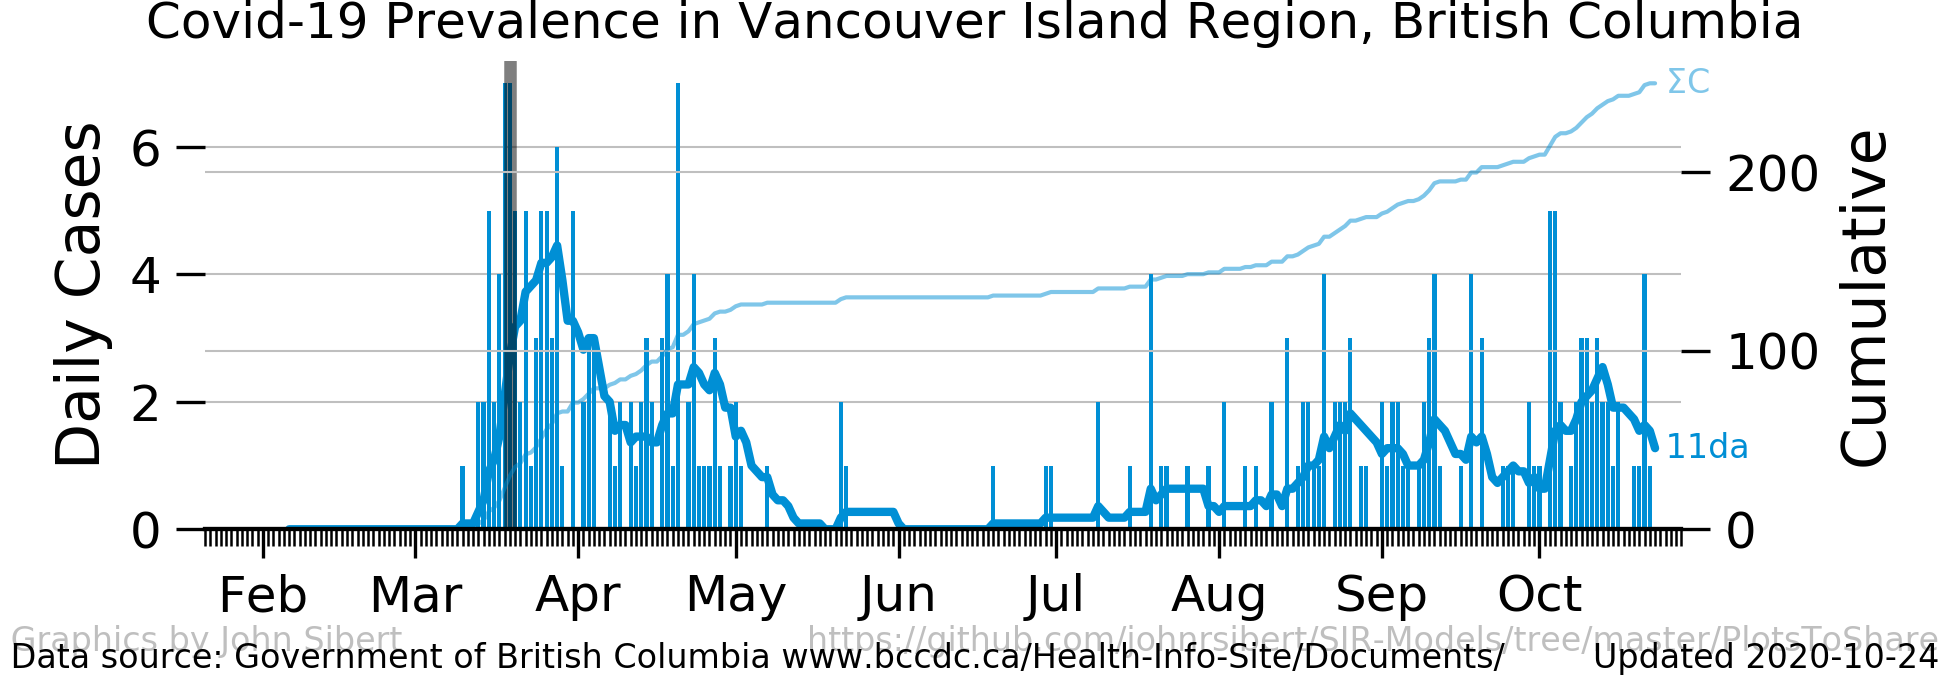 Covid-19 Prevalence in Vancouver Island Region, British Columbia
Daily Cases
6
4
2
0
ΣC
11da
200
100
0
Cumulative
Feb Mar Apr May Jun Jul Aug Sep Oct
Graphics by John Sibert https://github.com/johnrsibert/SIR-Models/tree/master/PlotsToShare
Data source: Government of British Columbia www.bccdc.ca/Health-Info-Site/Documents/ Updated 2020-10-24